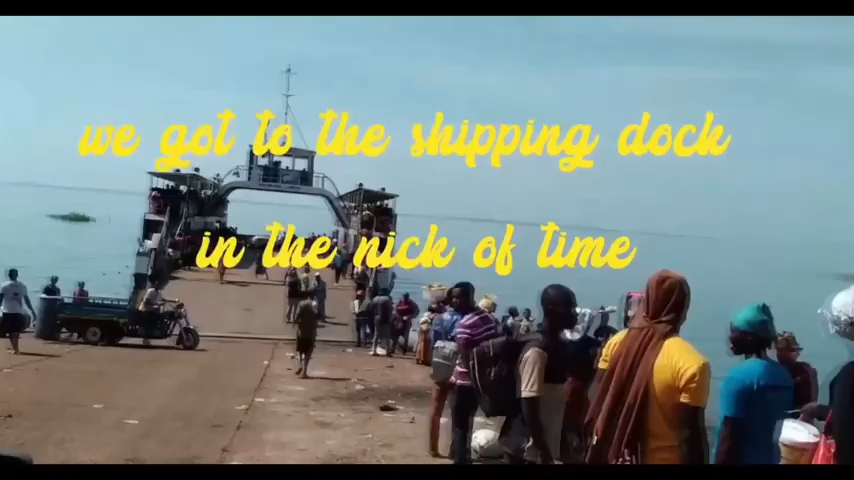 we got to the shipping dock
in the nick of time